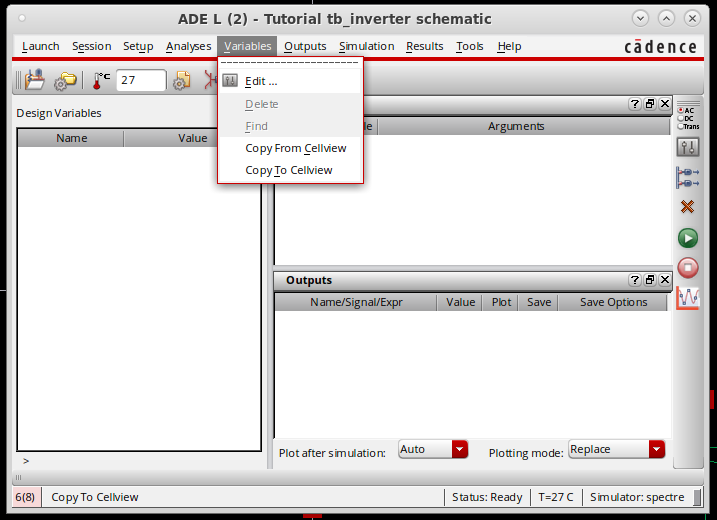 ADE L (2) - Tutorial tb_inverter schematic
Launch Session Setup Analyses Variables Outputs Simulation Results Tools Help cādence
°C 27
Edit ...
Delete
Find
Copy From Cellview
Copy To Cellview
Design Variables
Name Value
Arguments
AC
DC
Trans
Outputs
Name/Signal/Expr Value Plot Save Save Options
Plot after simulation: Auto Plotting mode: Replace
>
6(8) Copy To Cellview Status: Ready T=27 C Simulator: spectre